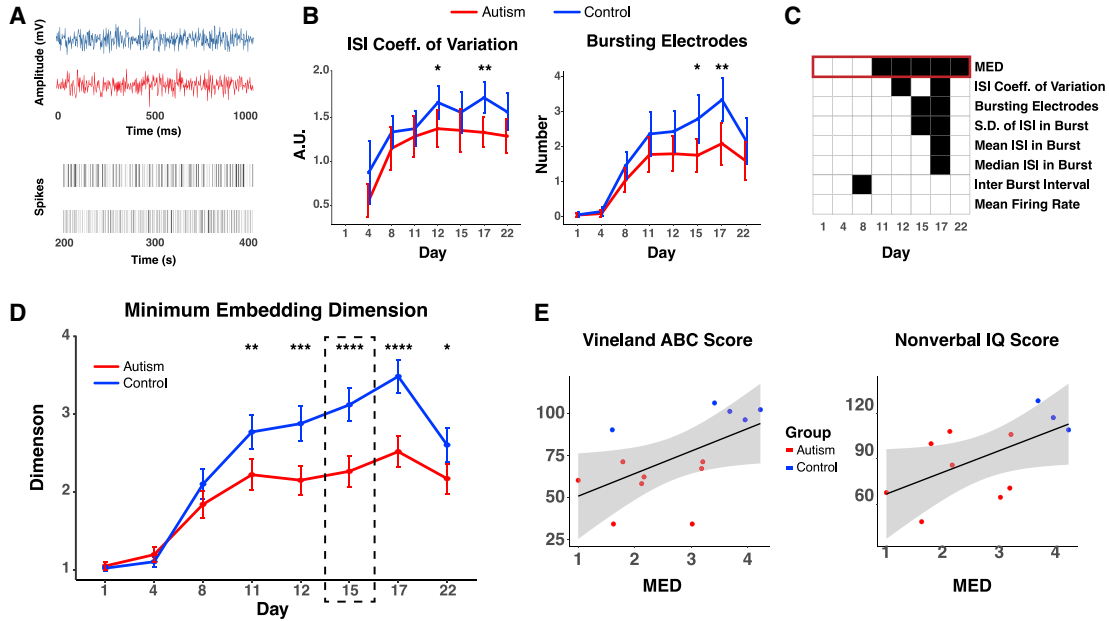 A
Amplitude (mV)
0 500 1000
Time (ms)
Spikes
200 300 400
Time (s)
B
Autism Control
ISI Coeff. of Variation
* **
2.0
1.5
1.0
0.5
A.U.
1 4 8 11 12 15 17 22
Day
Bursting Electrodes
* **
4
3
2
1
0
Number
1 4 8 11 12 15 17 22
Day
C
MED
ISI Coeff. of Variation
Bursting Electrodes
S.D. of ISI in Burst
Mean ISI in Burst
Median ISI in Burst
Inter Burst Interval
Mean Firing Rate
1 4 8 11 12 15 17 22
Day
D
Minimum Embedding Dimension
4
3
2
1
Dimenson
Autism
Control
** *** **** **** *
1 4 8 11 12 15 17 22
Day
E
Vineland ABC Score
100
75
50
25
1 2 3 4
MED
Group
Autism
Control
Nonverbal IQ Score
120
90
60
1 2 3 4
MED